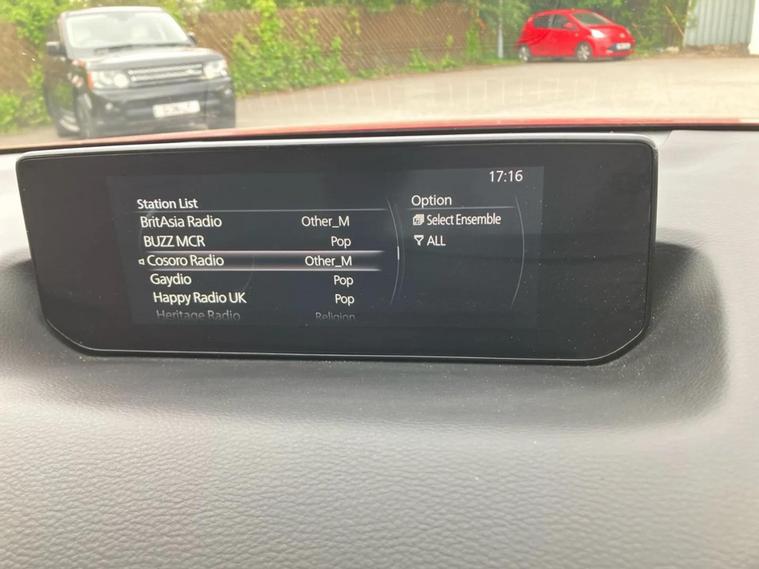 17:16
Station List
Option
BritAsia Radio Other_M
Select Ensemble
BUZZ MCR Pop
ALL
Cosoro Radio Other_M
Gaydio Pop
Happy Radio UK Pop
Heritage Radio Religion